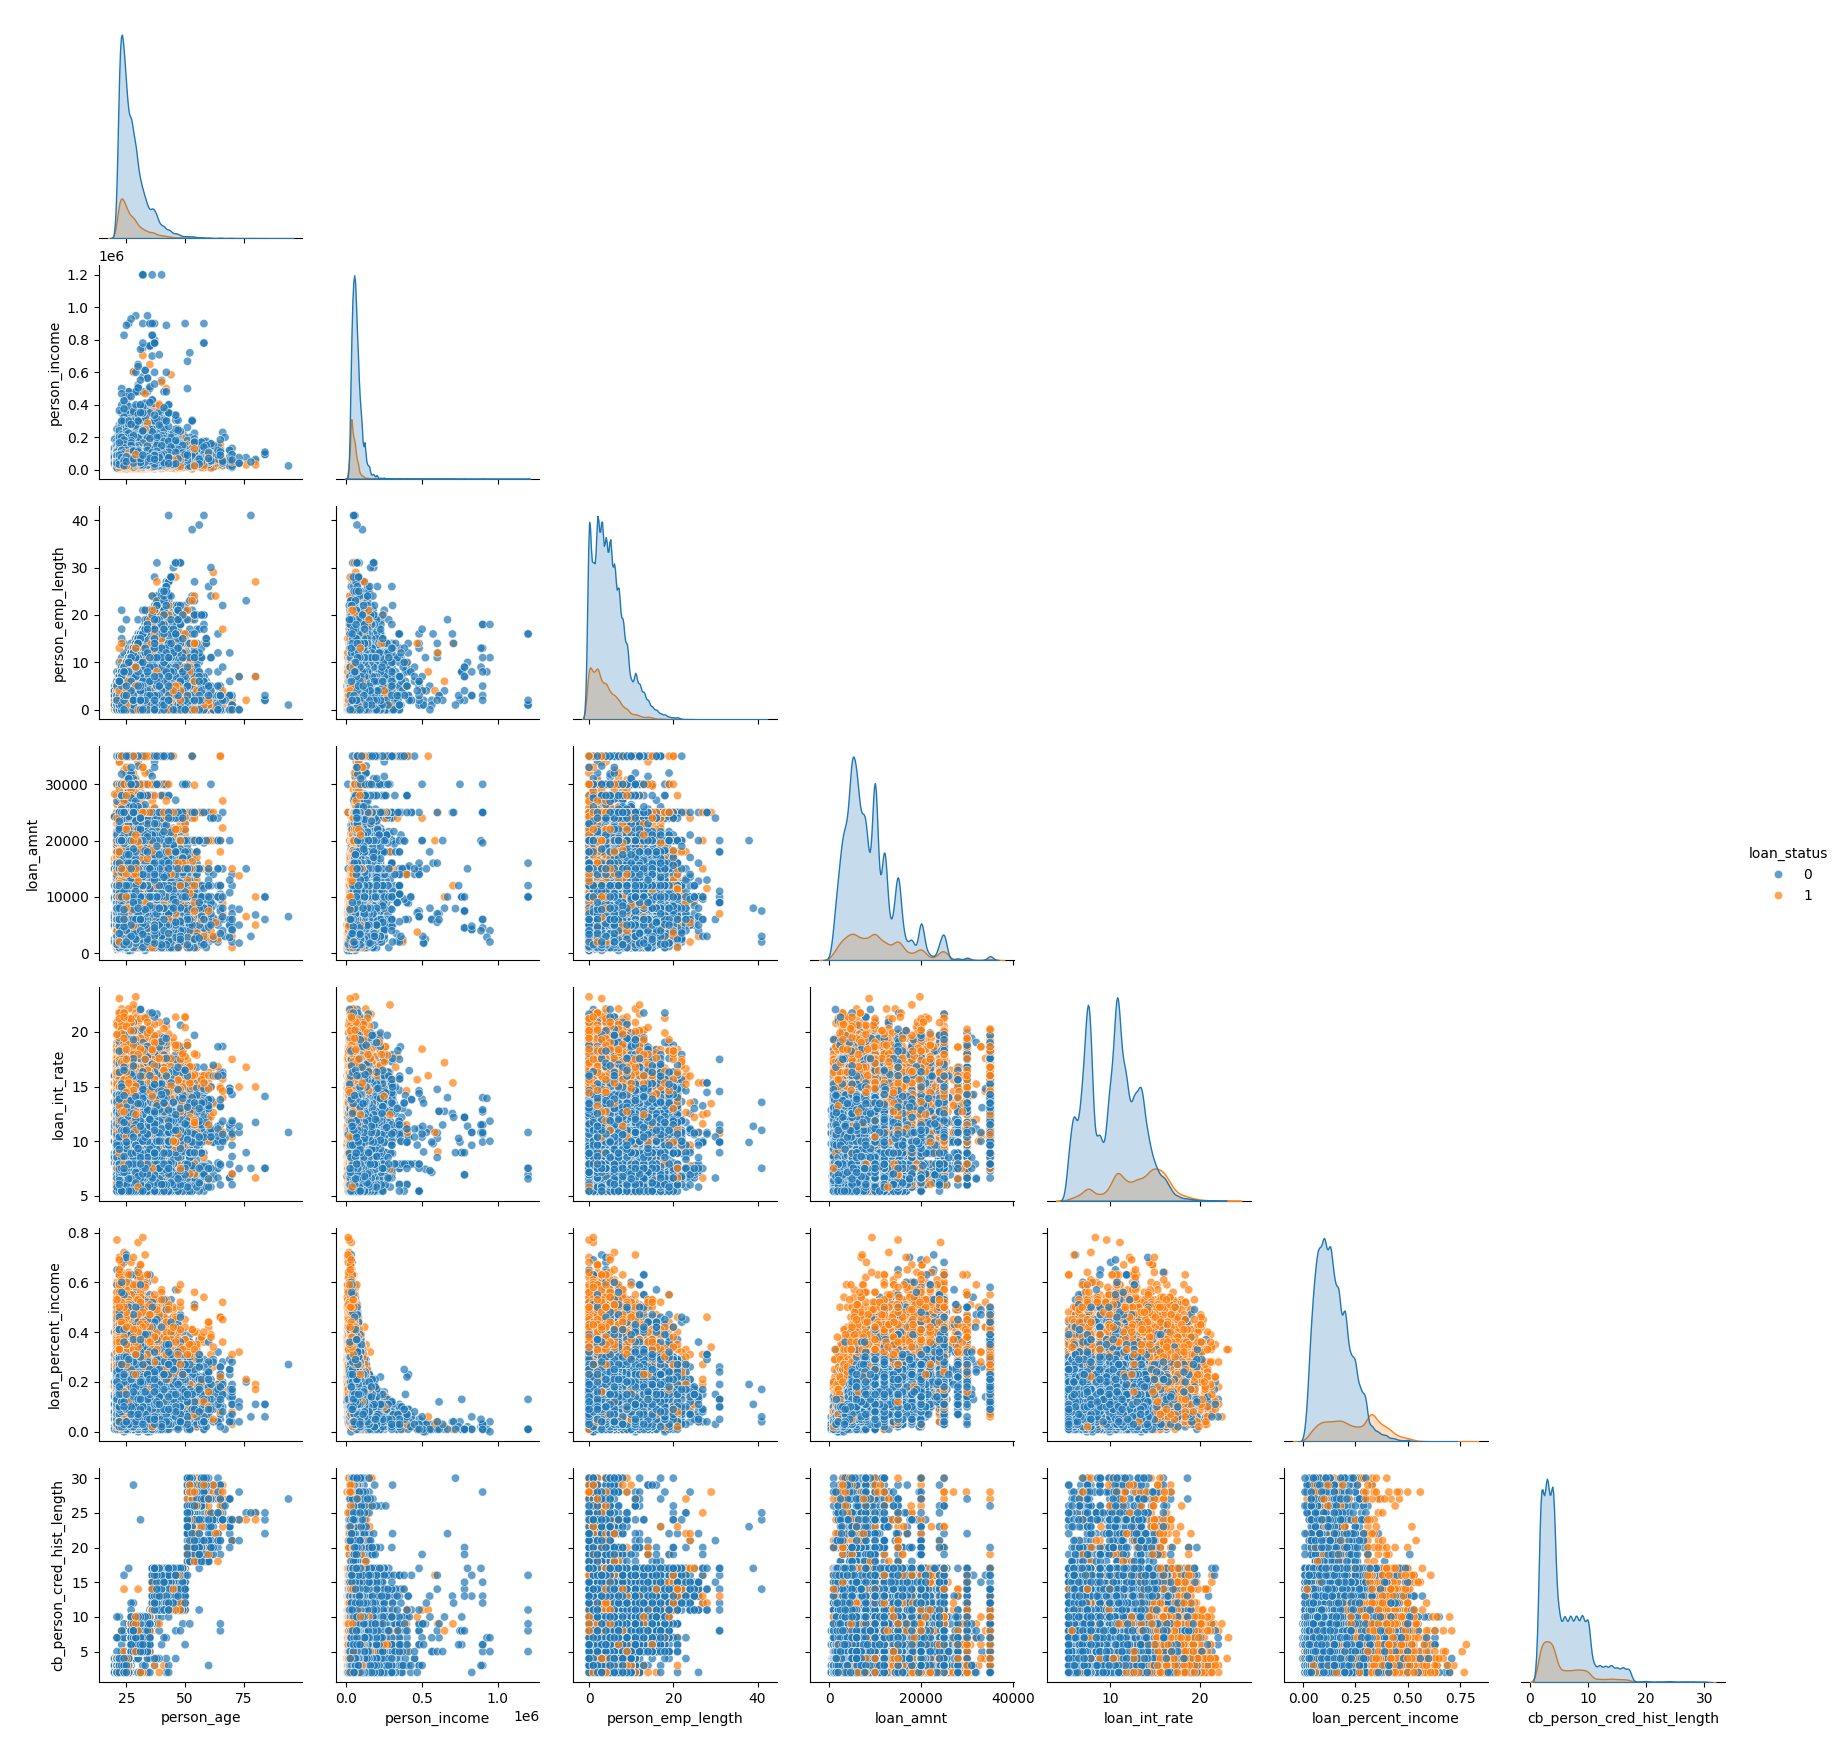 1e6
1.2
1.0
0.8
0.6
0.4
0.2
0.0
person_income
40
30
20
10
0
person_emp_length
30000
20000
10000
0
loan_amnt
loan_status
0
1
20
15
10
5
loan_int_rate
0.8
0.6
0.4
0.2
0.0
loan_percent_income
30
25
20
15
10
5
cb_person_cred_hist_length
25 50 75
person_age
0.0 0.5 1.0
person_income 1e6
0 20 40
person_emp_length
0 20000 40000
loan_amnt
10 20
loan_int_rate
0.00 0.25 0.50 0.75
loan_percent_income
0 10 20 30
cb_person_cred_hist_length